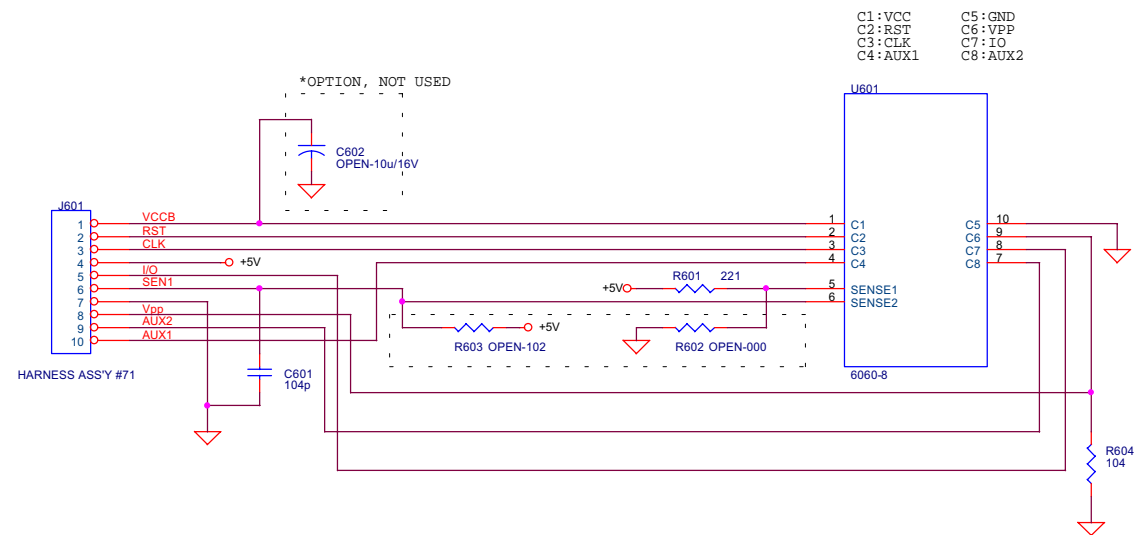 C1:VCC C5:GND
C2:RST C6:VPP
C3:CLK C7:IO
C4:AUX1 C8:AUX2
*OPTION, NOT USED
U601
C602
OPEN-10u/16V
J601
1 VCCB 1 C1 C5 10
2 RST 2 C2 C6 9
3 CLK 3 C3 C7 8
4 +5V 4 C4 C8 7
5 I/O
R601 221
6 SEN1 +5V 5 SENSE1
7 6 SENSE2
8 Vpp
9 AUX2 +5V
10 AUX1
R603 OPEN-102 R602 OPEN-000
HARNESS ASS'Y #71
C601
104p
6060-8
R604
104